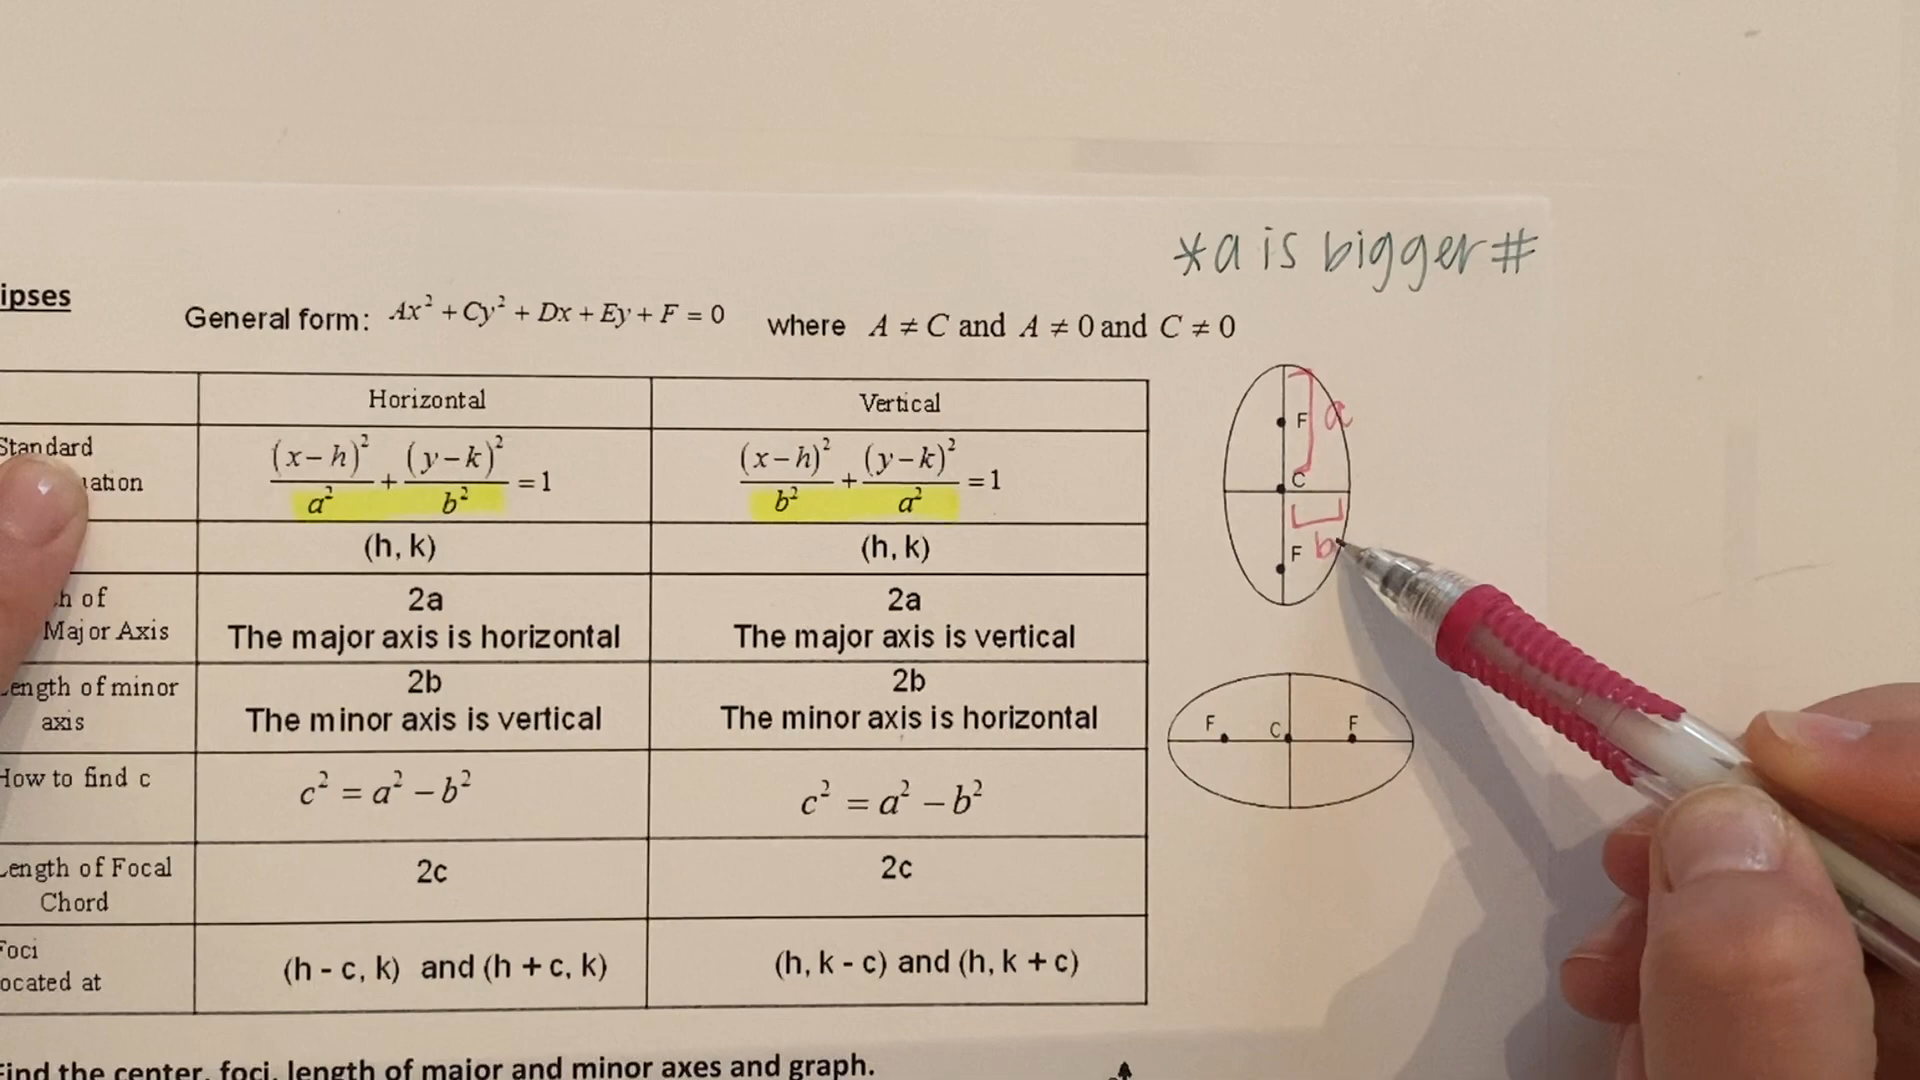 *a is bigger #
ipses
General form: Ax² + Cy² + Dx + Ey + F = 0 where A ≠ C and A ≠ 0 and C ≠ 0
Horizontal Vertical
Standard
uation
(x-h)²/a² + (y-k)²/b² = 1 (x-h)²/b² + (y-k)²/a² = 1
(h, k) (h, k)
h of
Major Axis
2a 2a
The major axis is horizontal The major axis is vertical
ength of minor
axis
2b 2b
The minor axis is vertical The minor axis is horizontal
How to find c
c² = a² - b² c² = a² - b²
Length of Focal
Chord
2c 2c
Foci
ocated at
(h - c, k) and (h + c, k) (h, k - c) and (h, k + c)
F a
C
F b
F C F
Find the center, foci, length of major and minor axes and graph.